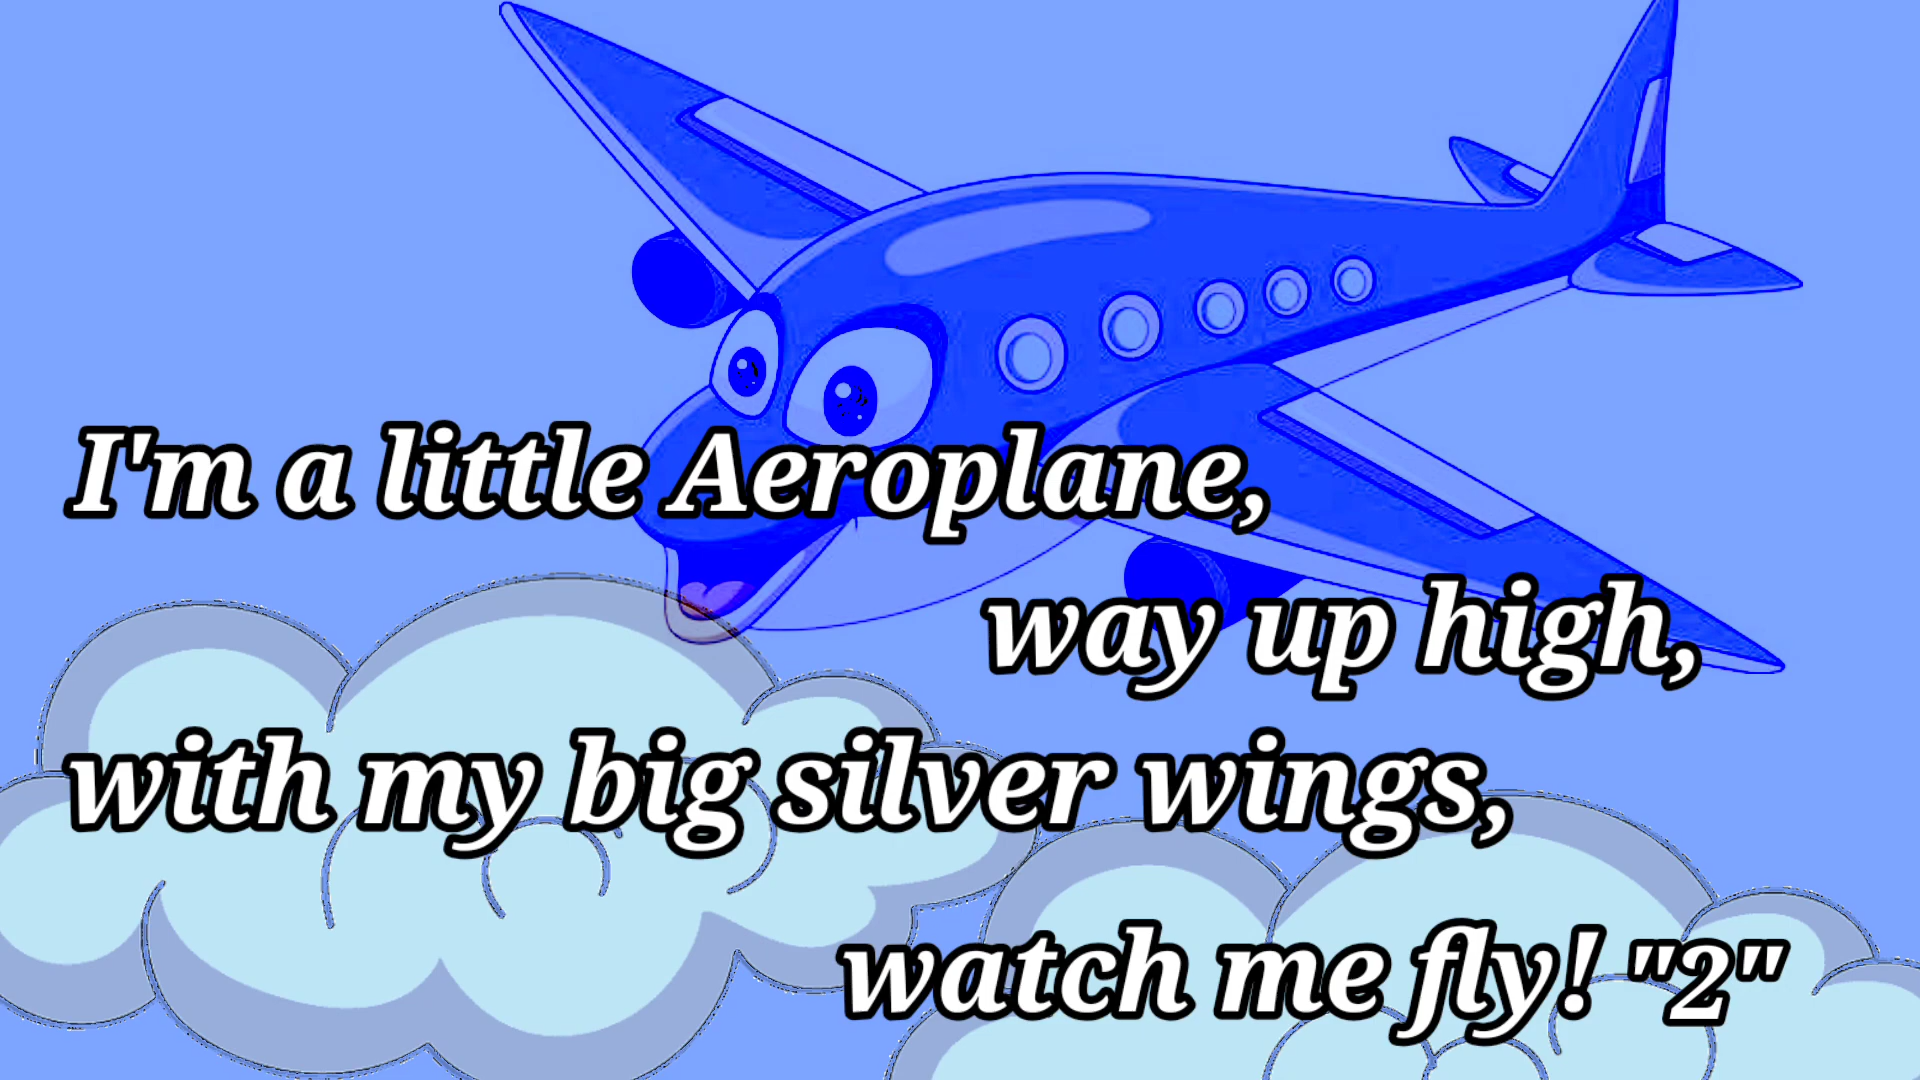 I'm a little Aeroplane,
way up high,
with my big silver wings,
watch me fly! "2"